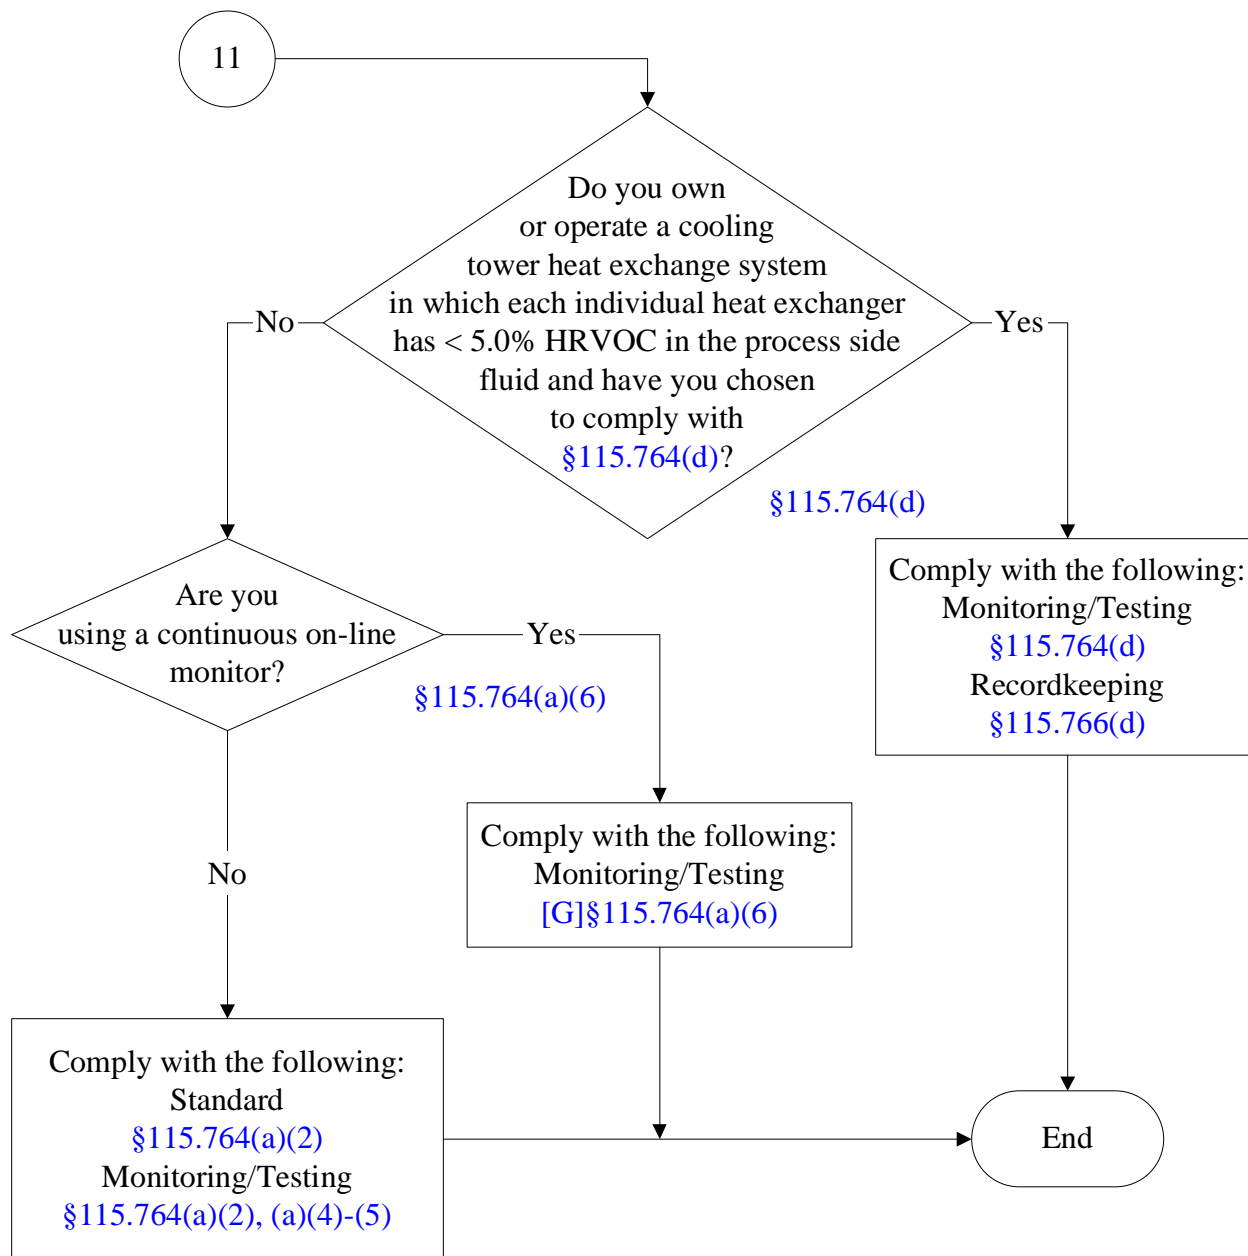 11
Do you own
or operate a cooling
tower heat exchange system
in which each individual heat exchanger
has < 5.0% HRVOC in the process side
fluid and have you chosen
to comply with
§115.764(d)?
No
Yes
§115.764(d)
Are you
using a continuous on-line
monitor?
Yes
§115.764(a)(6)
Comply with the following:
Monitoring/Testing
§115.764(d)
Recordkeeping
§115.766(d)
No
Comply with the following:
Monitoring/Testing
[G]§115.764(a)(6)
Comply with the following:
Standard
§115.764(a)(2)
Monitoring/Testing
§115.764(a)(2), (a)(4)-(5)
End